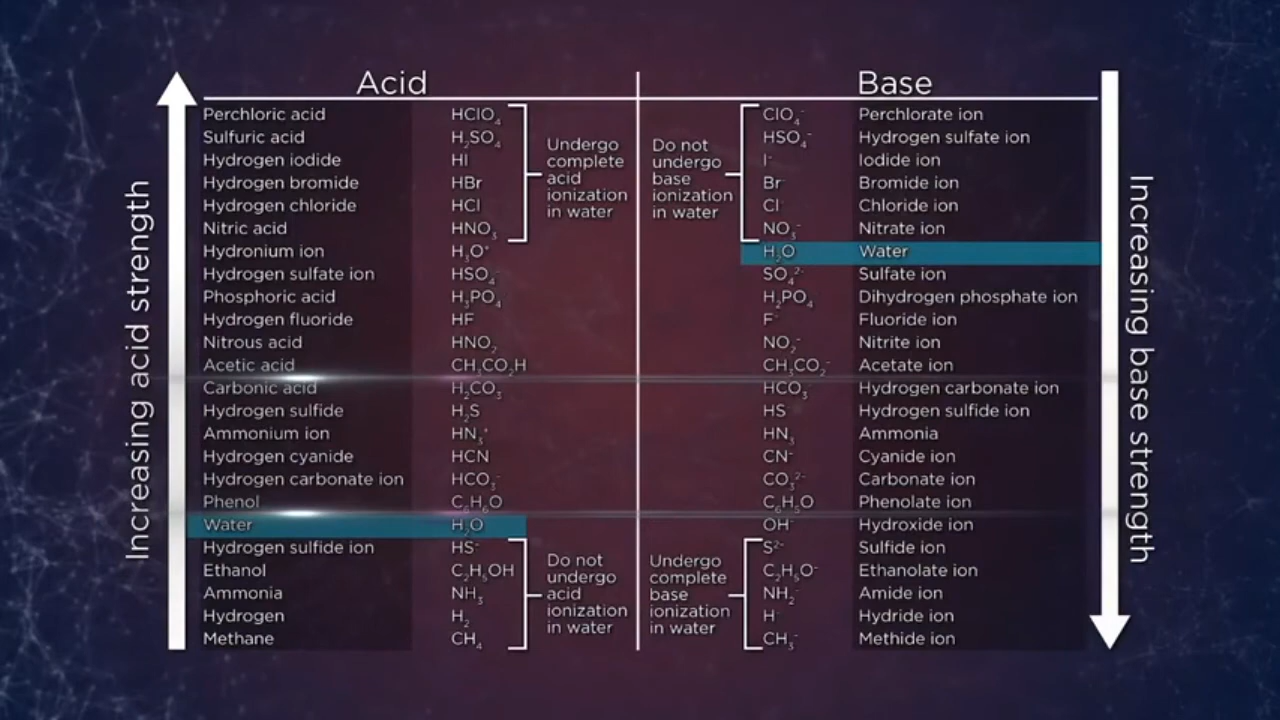 Acid
Base
Perchloric acid HClO₄ ClO₄⁻ Perchlorate ion
Sulfuric acid H₂SO₄ HSO₄⁻ Hydrogen sulfate ion
Hydrogen iodide HI I⁻ Iodide ion
Hydrogen bromide HBr Br⁻ Bromide ion
Hydrogen chloride HCl Cl⁻ Chloride ion
Nitric acid HNO₃ NO₃⁻ Nitrate ion
Hydronium ion H₃O⁺ H₂O Water
Hydrogen sulfate ion HSO₄⁻ SO₄²⁻ Sulfate ion
Phosphoric acid H₃PO₄ H₂PO₄⁻ Dihydrogen phosphate ion
Hydrogen fluoride HF F⁻ Fluoride ion
Nitrous acid HNO₂ NO₂⁻ Nitrite ion
Acetic acid CH₃CO₂H CH₃CO₂⁻ Acetate ion
Carbonic acid H₂CO₃ HCO₃⁻ Hydrogen carbonate ion
Hydrogen sulfide H₂S HS⁻ Hydrogen sulfide ion
Ammonium ion HN₃⁺ HN₃ Ammonia
Hydrogen cyanide HCN CN⁻ Cyanide ion
Hydrogen carbonate ion HCO₃⁻ CO₃²⁻ Carbonate ion
Phenol C₆H₆O C₆H₅O Phenolate ion
Water H₂O OH⁻ Hydroxide ion
Hydrogen sulfide ion HS⁻ S²⁻ Sulfide ion
Ethanol C₂H₅OH C₂H₅O⁻ Ethanolate ion
Ammonia NH₃ NH₂⁻ Amide ion
Hydrogen H₂ H⁻ Hydride ion
Methane CH₄ CH₃⁻ Methide ion
Undergo
complete
acid
ionization
in water
Do not
undergo
base
ionization
in water
Do not
undergo
acid
ionization
in water
Undergo
complete
base
ionization
in water
Increasing acid strength
Increasing base strength